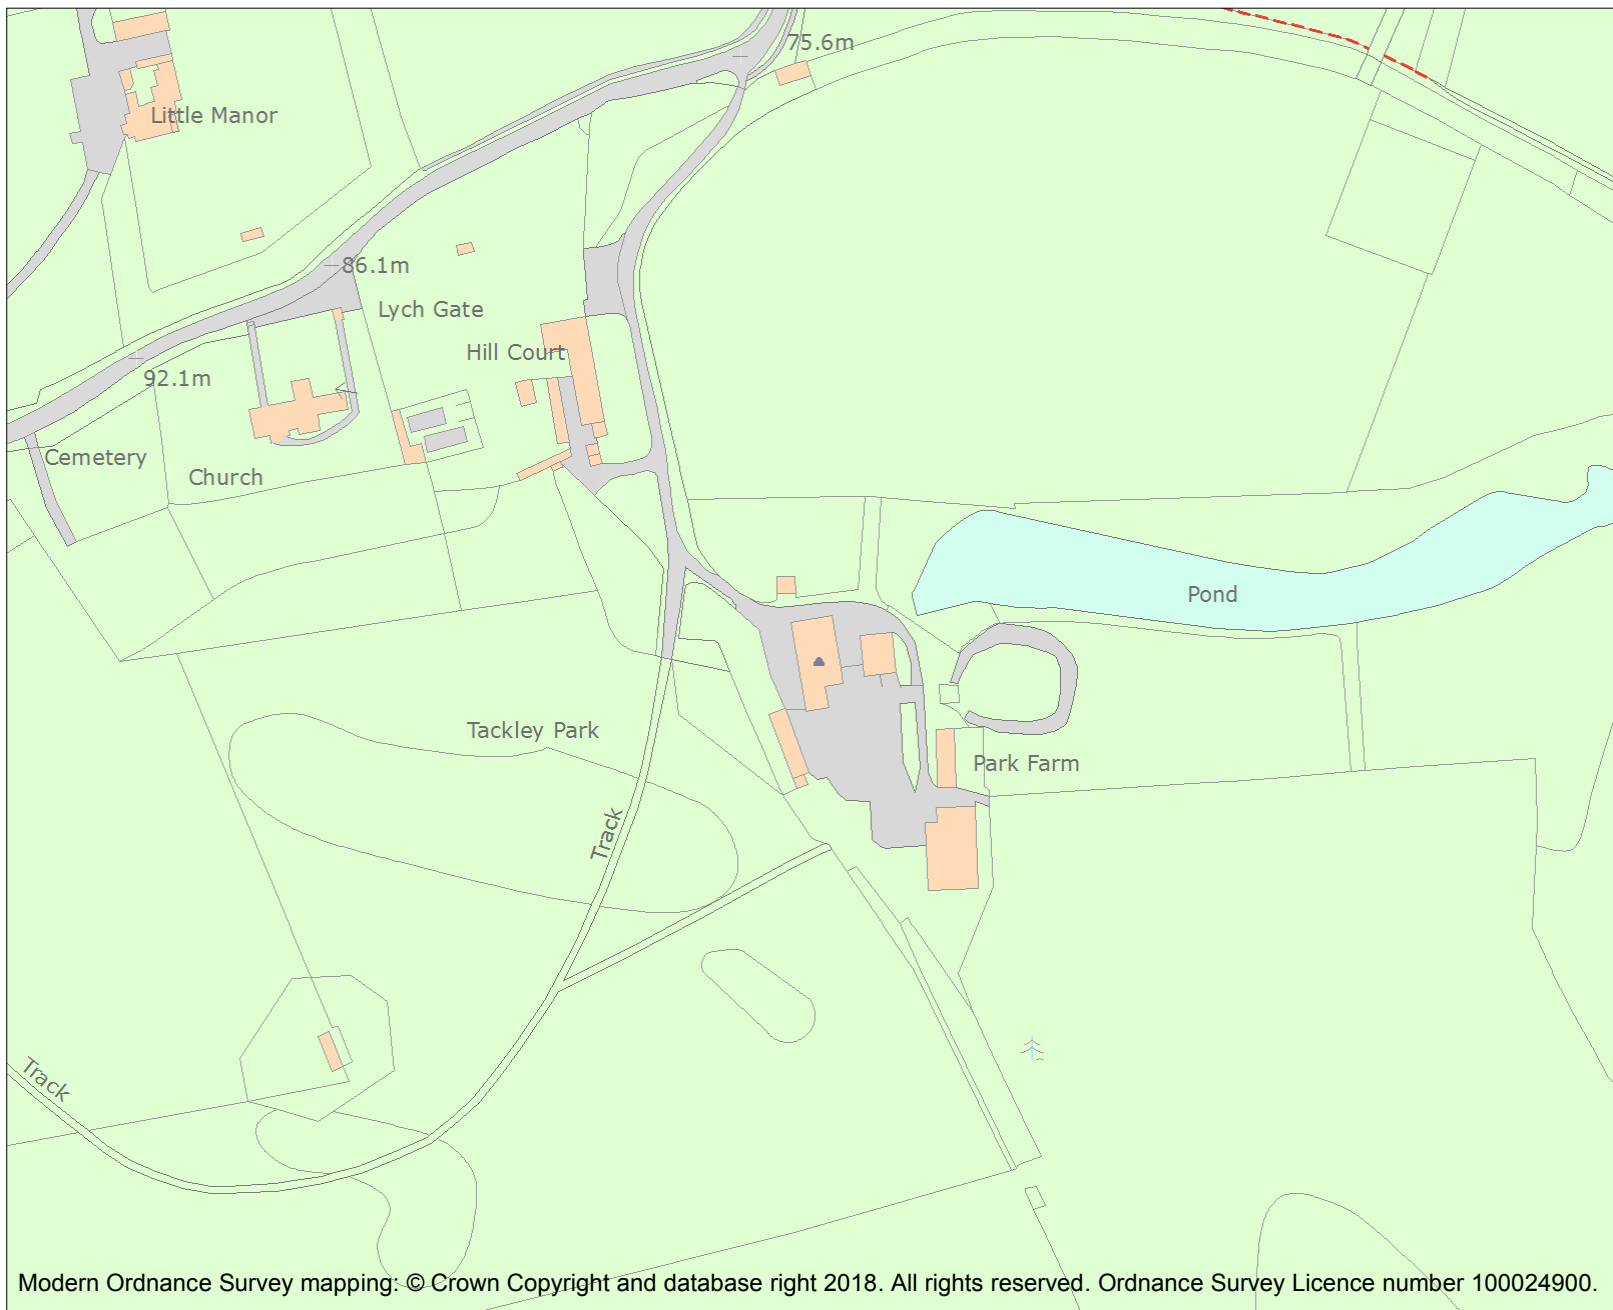 75.6m
Little Manor
86.1m
Lych Gate
Hill Court
92.1m
Cemetery
Church
Pond
Tackley Park
Park Farm
Track
Track
Modern Ordnance Survey mapping: © Crown Copyright and database right 2018. All rights reserved. Ordnance Survey Licence number 100024900.